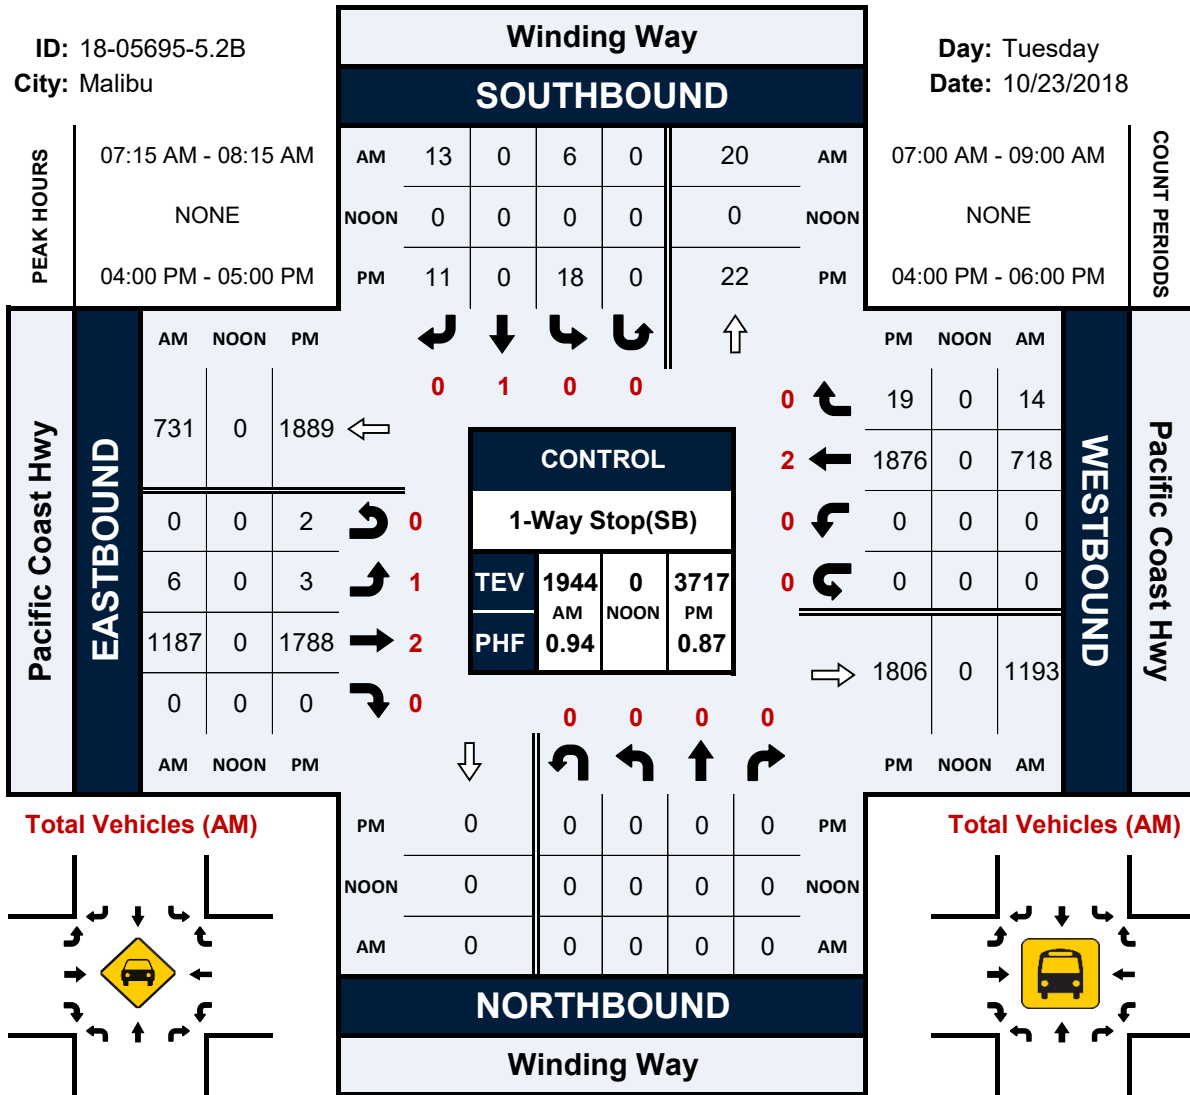 Winding Way
ID: 18-05695-5.2B
Day: Tuesday
City: Malibu
Date: 10/23/2018
SOUTHBOUND
PEAK HOURS
07:15 AM - 08:15 AM
AM 13 0 6 0 20 AM
07:00 AM - 09:00 AM
COUNT PERIODS
NONE
NOON 0 0 0 0 0 NOON
NONE
04:00 PM - 05:00 PM
PM 11 0 18 0 22 PM
04:00 PM - 06:00 PM
Pacific Coast Hwy
EASTBOUND
AM NOON PM
PM NOON AM
WESTBOUND
Pacific Coast Hwy
0 1 0 0
0 19 0 14
731 0 1889
CONTROL
2 1876 0 718
0 0 2 0
1-Way Stop(SB)
0 0 0 0
6 0 3 1
TEV 1944 0 3717
0 0 0 0
AM NOON PM
1187 0 1788 2
PHF 0.94 0.87
1806 0 1193
0 0 0 0
0 0 0 0
AM NOON PM
PM NOON AM
Total Vehicles (AM)
PM 0 0 0 0 0 PM
Total Vehicles (AM)
NOON 0 0 0 0 0 NOON
AM 0 0 0 0 0 AM
NORTHBOUND
Winding Way